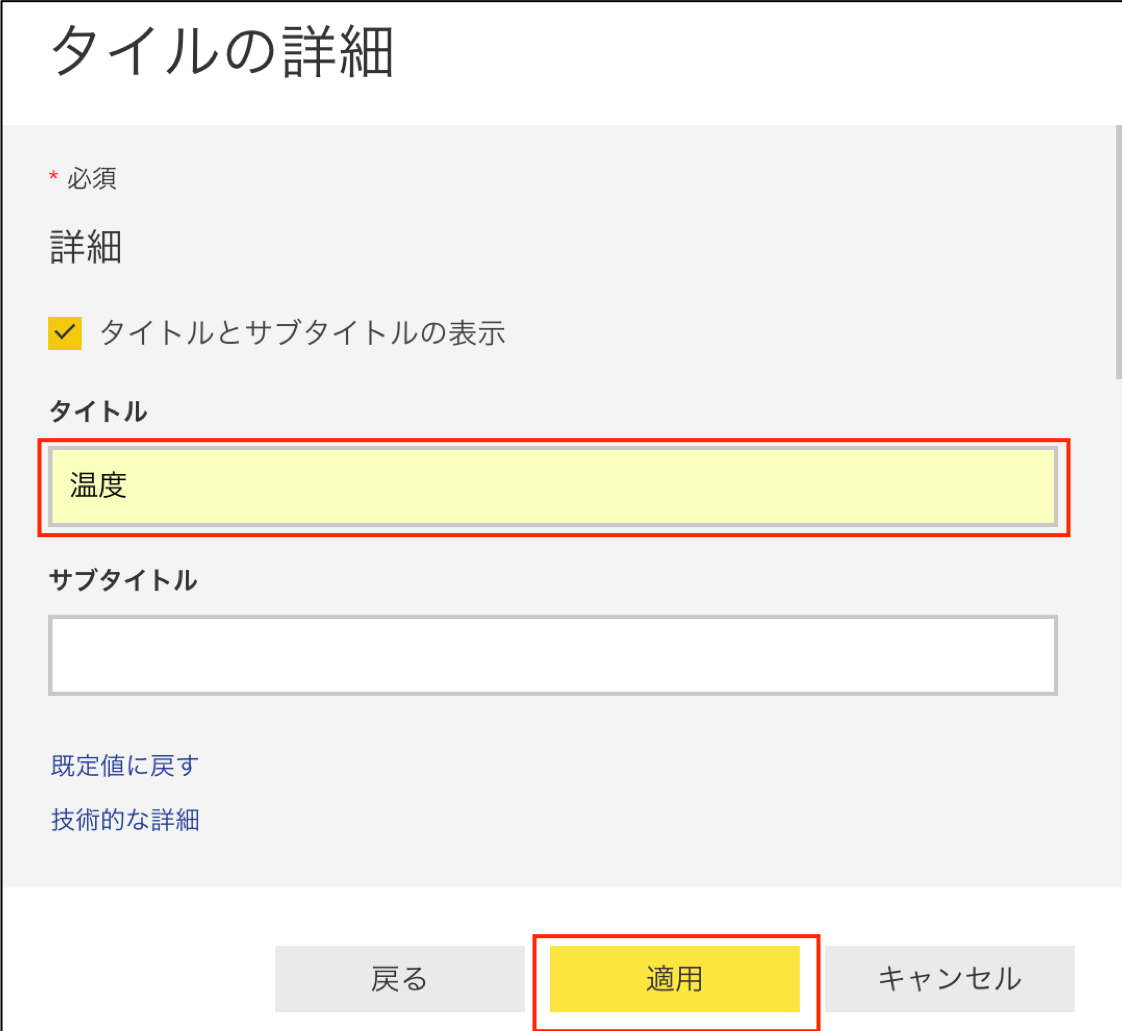 タイルの詳細
* 必須
詳細
タイトルとサブタイトルの表示
タイトル
温度
サブタイトル
既定値に戻す
技術的な詳細
戻る 適用 キャンセル